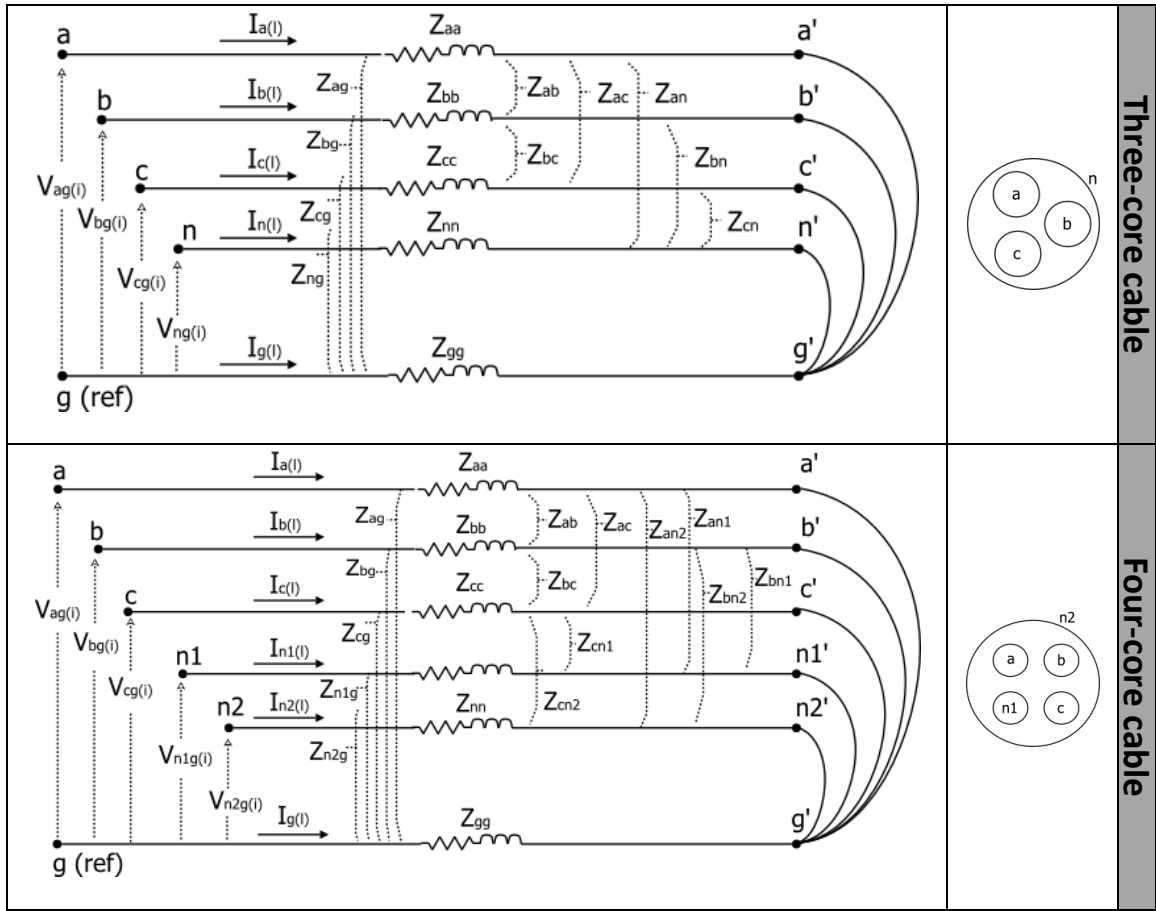 a
Ia(l)
Zaa
a'
Zag
b
Ib(l)
Zbb
Zab
Zac
Zan
b'
Zbg
Vag(i)
c
Ic(l)
Zcc
Zbc
Zbn
c'
Vbg(i)
Zcg
n
In(l)
Znn
Zcn
n'
Vcg(i)
Zng
Vng(i)
Ig(l)
Zgg
g'
g (ref)
a
n
b
c
Three-core cable
a
Ia(l)
Zaa
a'
Zag
b
Ib(l)
Zbb
Zab
Zac
Zan2
Zan1
b'
Zbg
Vag(i)
c
Ic(l)
Zcc
Zbc
Zbn2
Zbn1
c'
Vbg(i)
Zcg
n1
In1(l)
Zcn1
n1'
Vcg(i)
Zn1g
n2
In2(l)
Znn
Zcn2
n2'
Vn1g(i)
Zn2g
Vn2g(i)
Ig(l)
Zgg
g'
g (ref)
n2
a
b
n1
c
Four-core cable